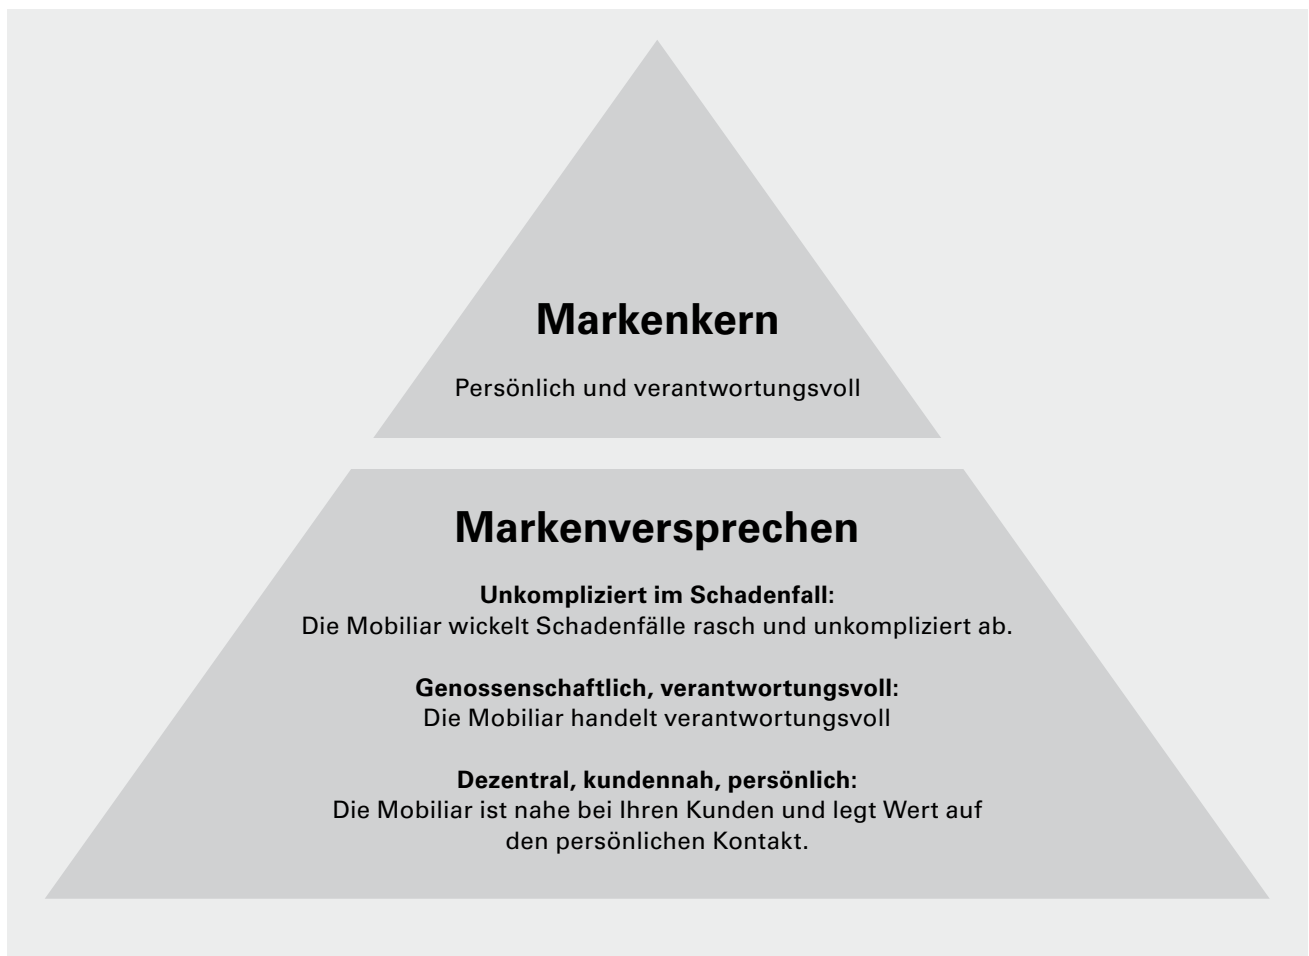 Markenkern
Persönlich und verantwortungsvoll
Markenversprechen
Unkompliziert im Schadenfall:
Die Mobiliar wickelt Schadenfälle rasch und unkompliziert ab.
Genossenschaftlich, verantwortungsvoll:
Die Mobiliar handelt verantwortungsvoll
Dezentral, kundennah, persönlich:
Die Mobiliar ist nahe bei Ihren Kunden und legt Wert auf
den persönlichen Kontakt.